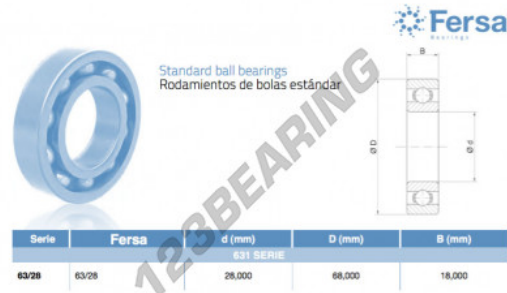 Fersa
Bearings
Standard ball bearings
Rodamientos de bolas estándar
B
Ø D
Ø d
123BEARING
Serie Fersa d (mm) D (mm) B (mm)
631 SERIE
63/28 63/28 28,000 68,000 18,000